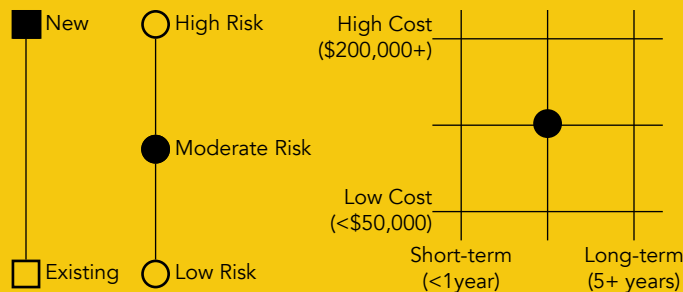 New
High Risk
High Cost
($200,000+)
Moderate Risk
Low Cost
(<$50,000)
Existing
Low Risk
Short-term
(<1year)
Long-term
(5+ years)